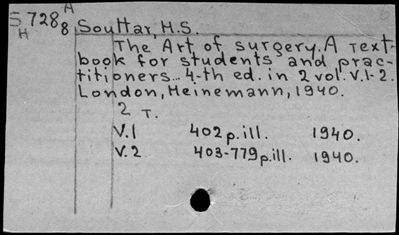 S 728 A
H 8
Souttar, H.S.
The Art of surgery. A text-
book for students and prac-
titioners... 4-th ed. in 2 vol. V.1-2.
London, Heinemann, 1940.
2 T.
V.1 402 p. ill. 1940.
V.2 403-779 p. ill. 1940.